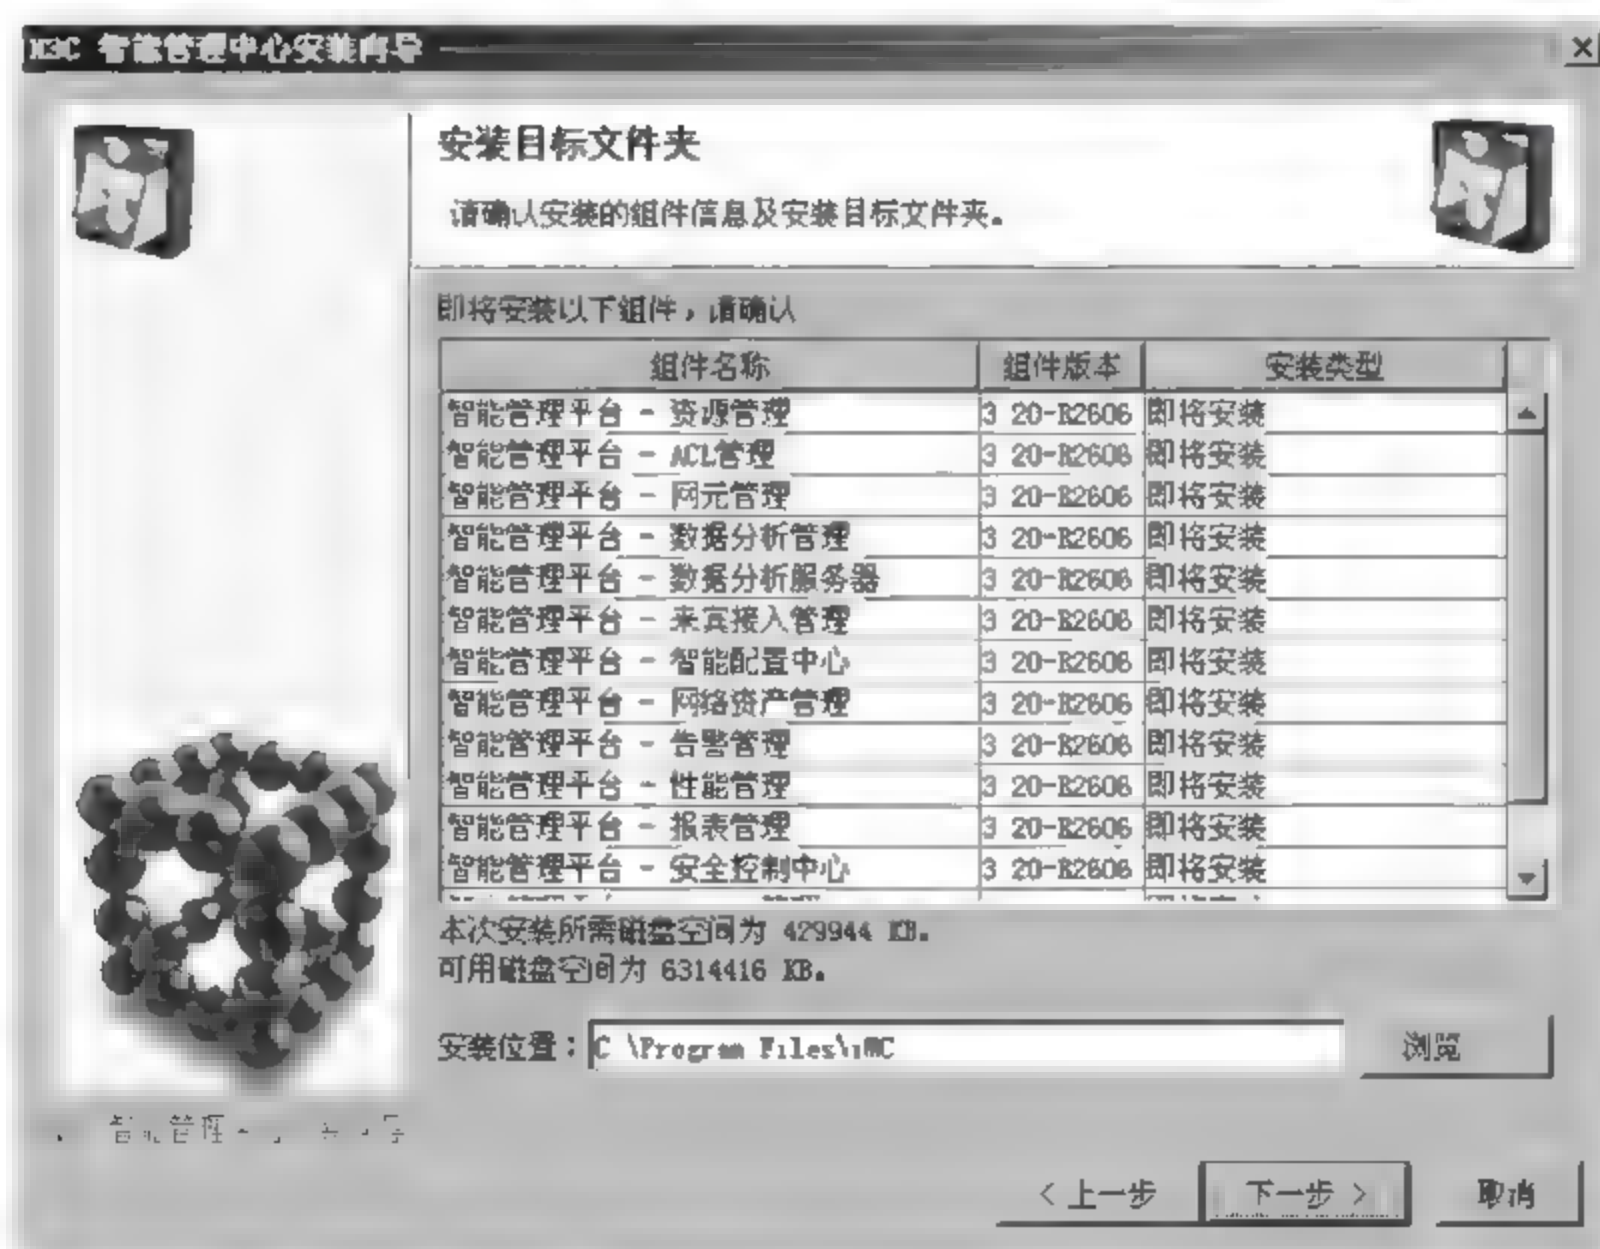 H3C 智能管理中心安装向导
安装目标文件夹
请确认安装的组件信息及安装目标文件夹。
即将安装以下组件，请确认
组件名称 组件版本 安装类型
智能管理平台 - 资源管理 3 20-R2606 即将安装
智能管理平台 - ACL管理 3 20-R2606 即将安装
智能管理平台 - 网元管理 3 20-R2606 即将安装
智能管理平台 - 数据分析管理 3 20-R2606 即将安装
智能管理平台 - 数据分析服务器 3 20-R2606 即将安装
智能管理平台 - 来宾接入管理 3 20-R2606 即将安装
智能管理平台 - 智能配置中心 3 20-R2606 即将安装
智能管理平台 - 网络资产管理 3 20-R2606 即将安装
智能管理平台 - 告警管理 3 20-R2606 即将安装
智能管理平台 - 性能管理 3 20-R2606 即将安装
智能管理平台 - 报表管理 3 20-R2606 即将安装
智能管理平台 - 安全控制中心 3 20-R2606 即将安装
本次安装所需磁盘空间为 429944 KB。
可用磁盘空间为 6314416 KB。
安装位置：C \Program Files\iMC 浏览
智能管理
< 上一步 下一步 > 取消